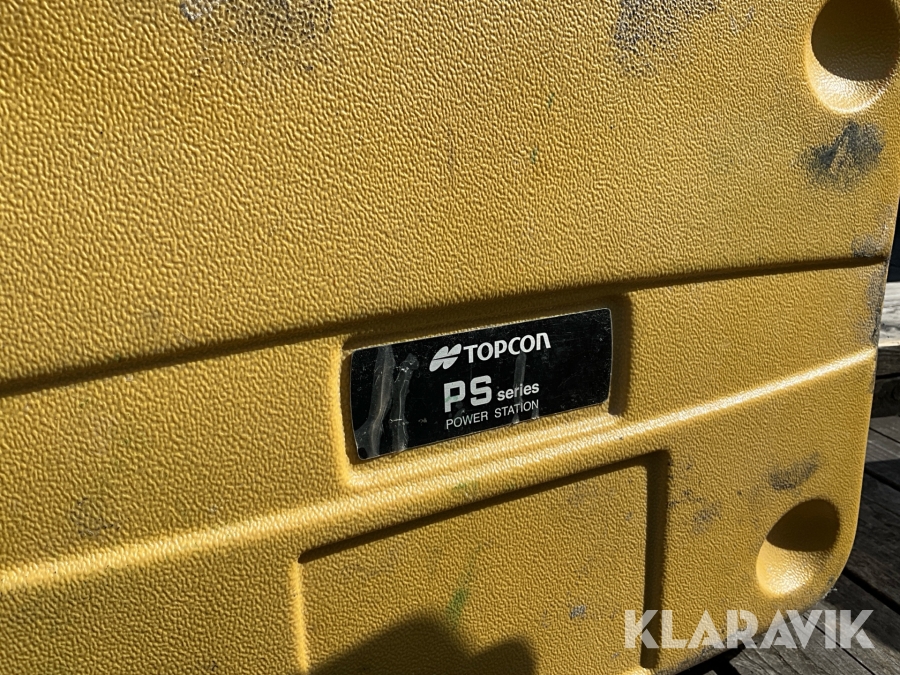 TOPCON
PS series
POWER STATION
KLARAVIK